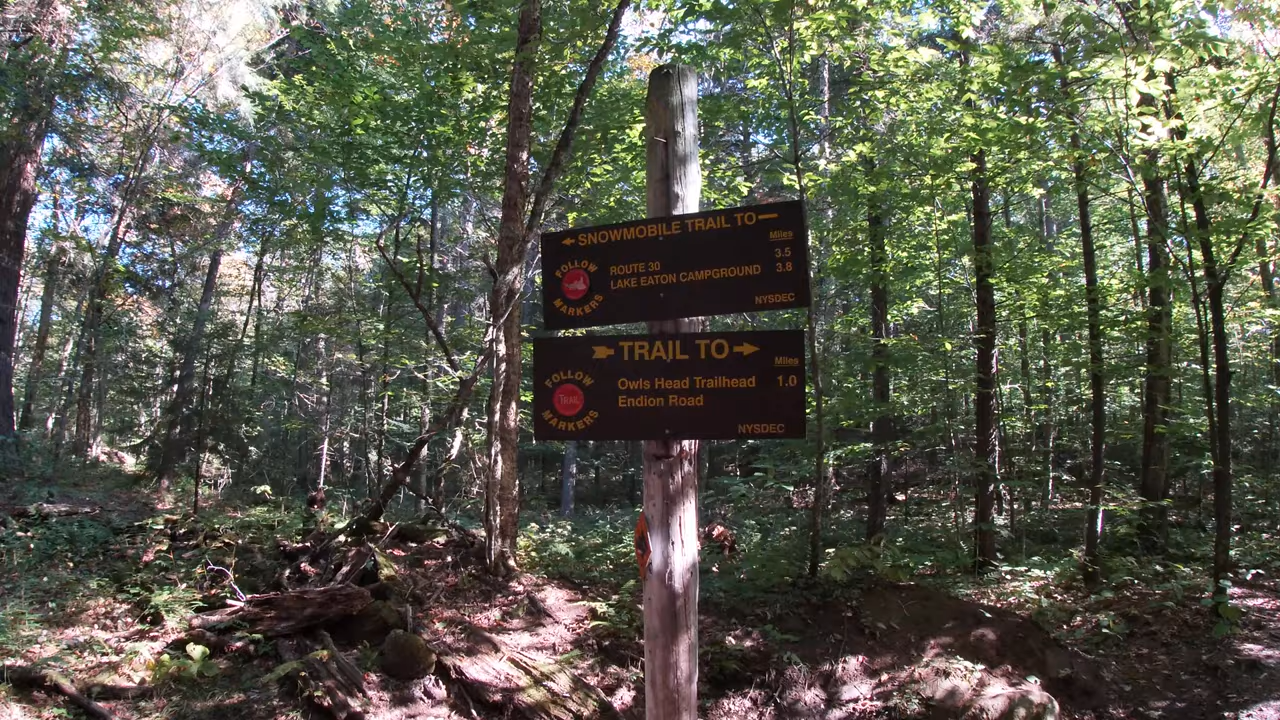 SNOWMOBILE TRAIL TO
Miles
ROUTE 30 3.5
LAKE EATON CAMPGROUND 3.8
FOLLOW
MARKERS
NYSDEC
TRAIL TO
Miles
Owls Head Trailhead 1.0
Endion Road
FOLLOW
TRAIL
MARKERS
NYSDEC